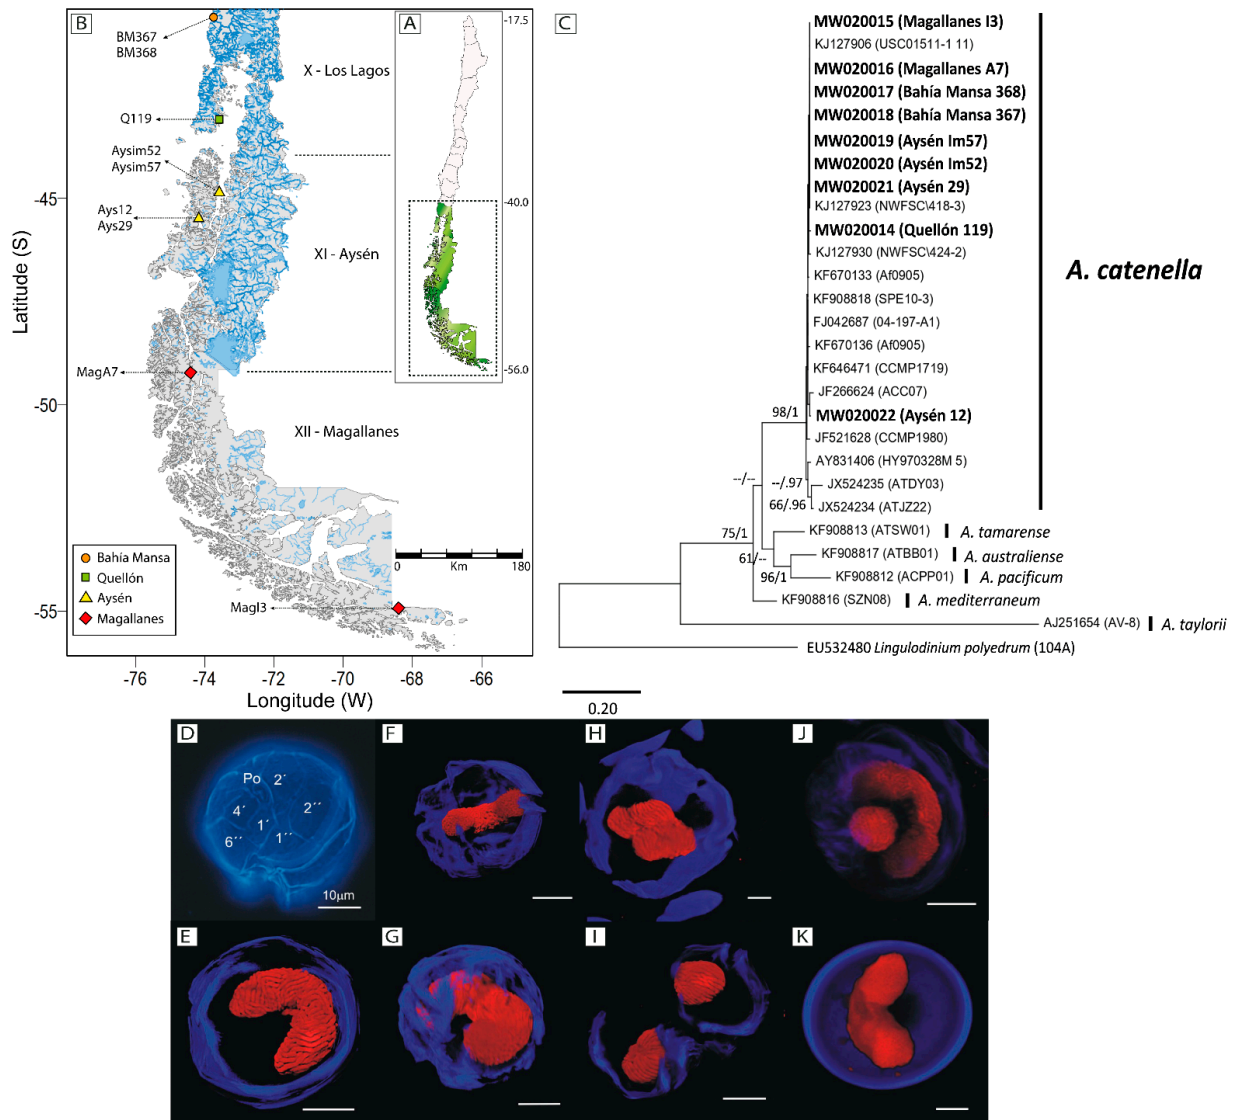 B
BM367
BM368
Q119
Aysim52
Aysim57
Ays12
Ays29
MagA7
MagI3
X - Los Lagos
XI - Aysén
XII - Magallanes
Latitude (S)
-45
-50
-55
Bahía Mansa
Quellón
Aysén
Magallanes
0
Km
180
-76
-74
-72
-70
-68
-66
Longitude (W)
A
-17.5
-40.0
-56.0
C
MW020015 (Magallanes I3)
KJ127906 (USC01511-1 11)
MW020016 (Magallanes A7)
MW020017 (Bahía Mansa 368)
MW020018 (Bahía Mansa 367)
MW020019 (Aysén Im57)
MW020020 (Aysén Im52)
MW020021 (Aysén 29)
KJ127923 (NWFSC\418-3)
MW020014 (Quellón 119)
KJ127930 (NWFSC\424-2)
KF670133 (Af0905)
KF908818 (SPE10-3)
FJ042687 (04-197-A1)
KF670136 (Af0905)
KF646471 (CCMP1719)
JF266624 (ACC07)
MW020022 (Aysén 12)
JF521628 (CCMP1980)
AY831406 (HY970328M 5)
JX524235 (ATDY03)
JX524234 (ATJZ22)
A. catenella
KF908813 (ATSW01) A. tamarense
KF908817 (ATBB01) A. australiense
KF908812 (ACPP01) A. pacificum
KF908816 (SZN08) A. mediterraneum
AJ251654 (AV-8) A. taylorii
EU532480 Lingulodinium polyedrum (104A)
98/1
--/--
--/.97
66/.96
75/1
61/--
96/1
0.20
D
Po
2´
4´
2´´
1´
6´´
1´´
10µm
F
H
J
E
G
I
K